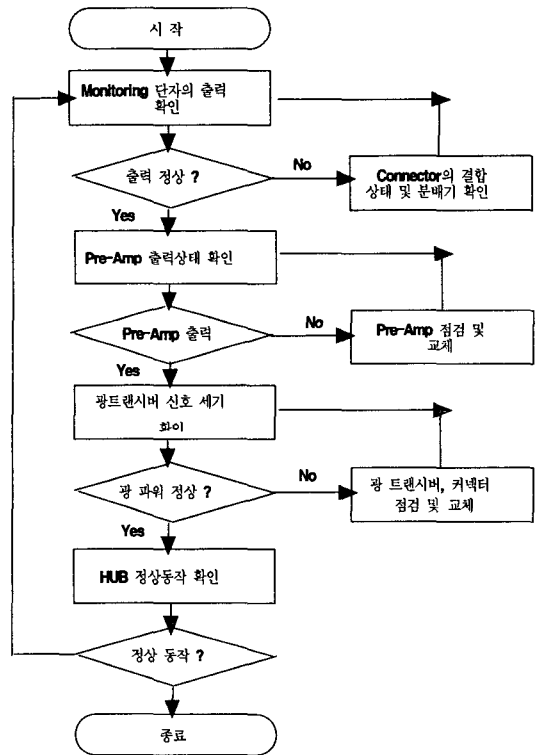 시 작
Monitoring 단자의 출력
확인
출력 정상 ?
No
Connector의 결합
상태 및 분배기 확인
Yes
Pre-Amp 출력상태 확인
Pre-Amp 출력
No
Pre-Amp 점검 및
교체
Yes
광트랜시버 신호 세기
화이
광 파워 정상 ?
No
광 트랜시버, 커넥터
점검 및 교체
Yes
HUB 정상동작 확인
정상 동작 ?
종료